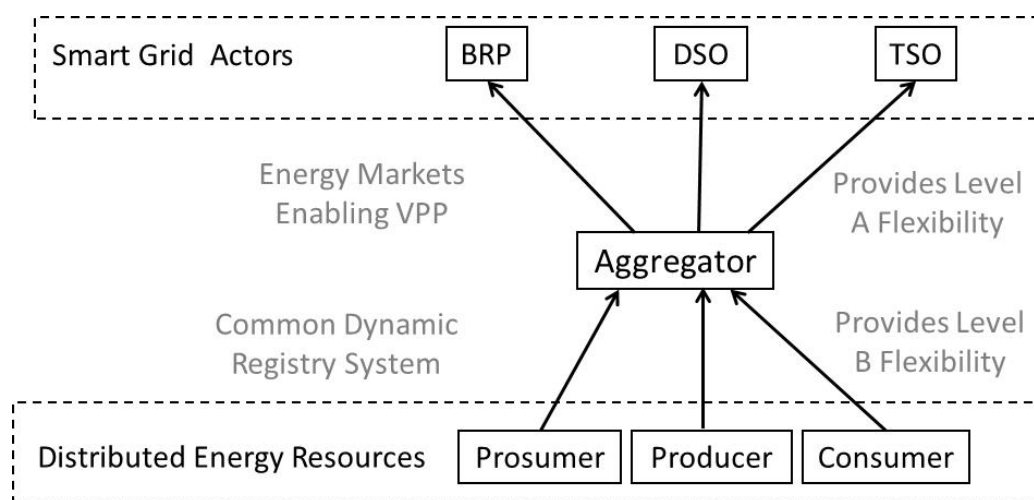 Smart Grid Actors
BRP
DSO
TSO
Energy Markets
Enabling VPP
Provides Level
A Flexibility
Aggregator
Common Dynamic
Registry System
Provides Level
B Flexibility
Distributed Energy Resources
Prosumer
Producer
Consumer